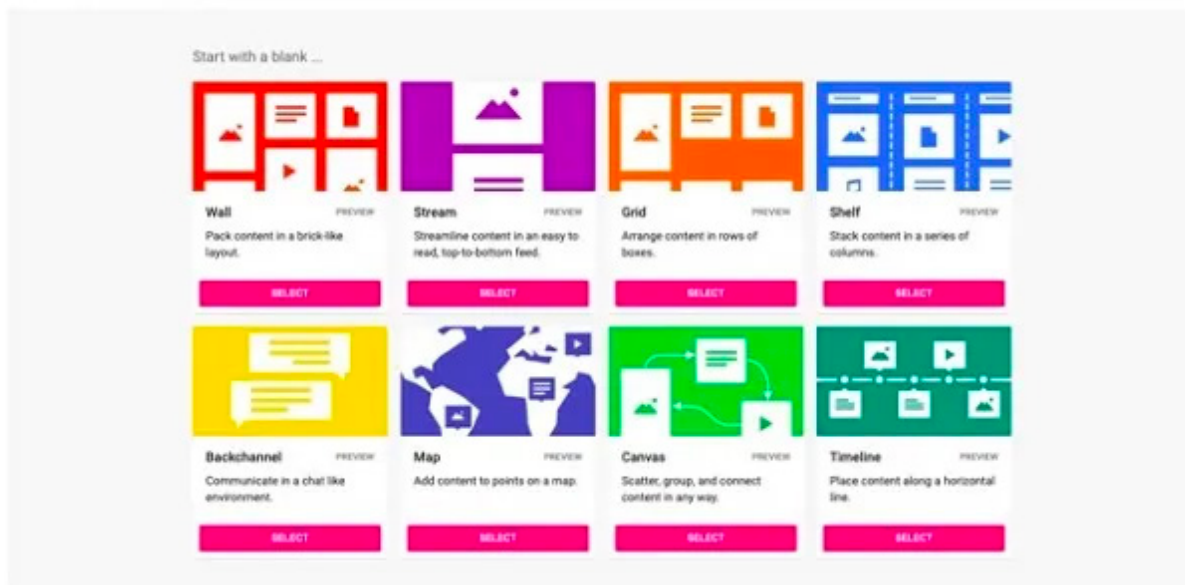 Start with a blank ...
Wall PREVIEW
Pack content in a brick-like
layout.
SELECT
Stream PREVIEW
Streamline content in an easy to
read, top-to-bottom feed.
SELECT
Grid PREVIEW
Arrange content in rows of
boxes.
SELECT
Shelf PREVIEW
Stack content in a series of
columns.
SELECT
Backchannel PREVIEW
Communicate in a chat like
environment.
SELECT
Map PREVIEW
Add content to points on a map.
SELECT
Canvas PREVIEW
Scatter, group, and connect
content in any way.
SELECT
Timeline PREVIEW
Place content along a horizontal
line.
SELECT